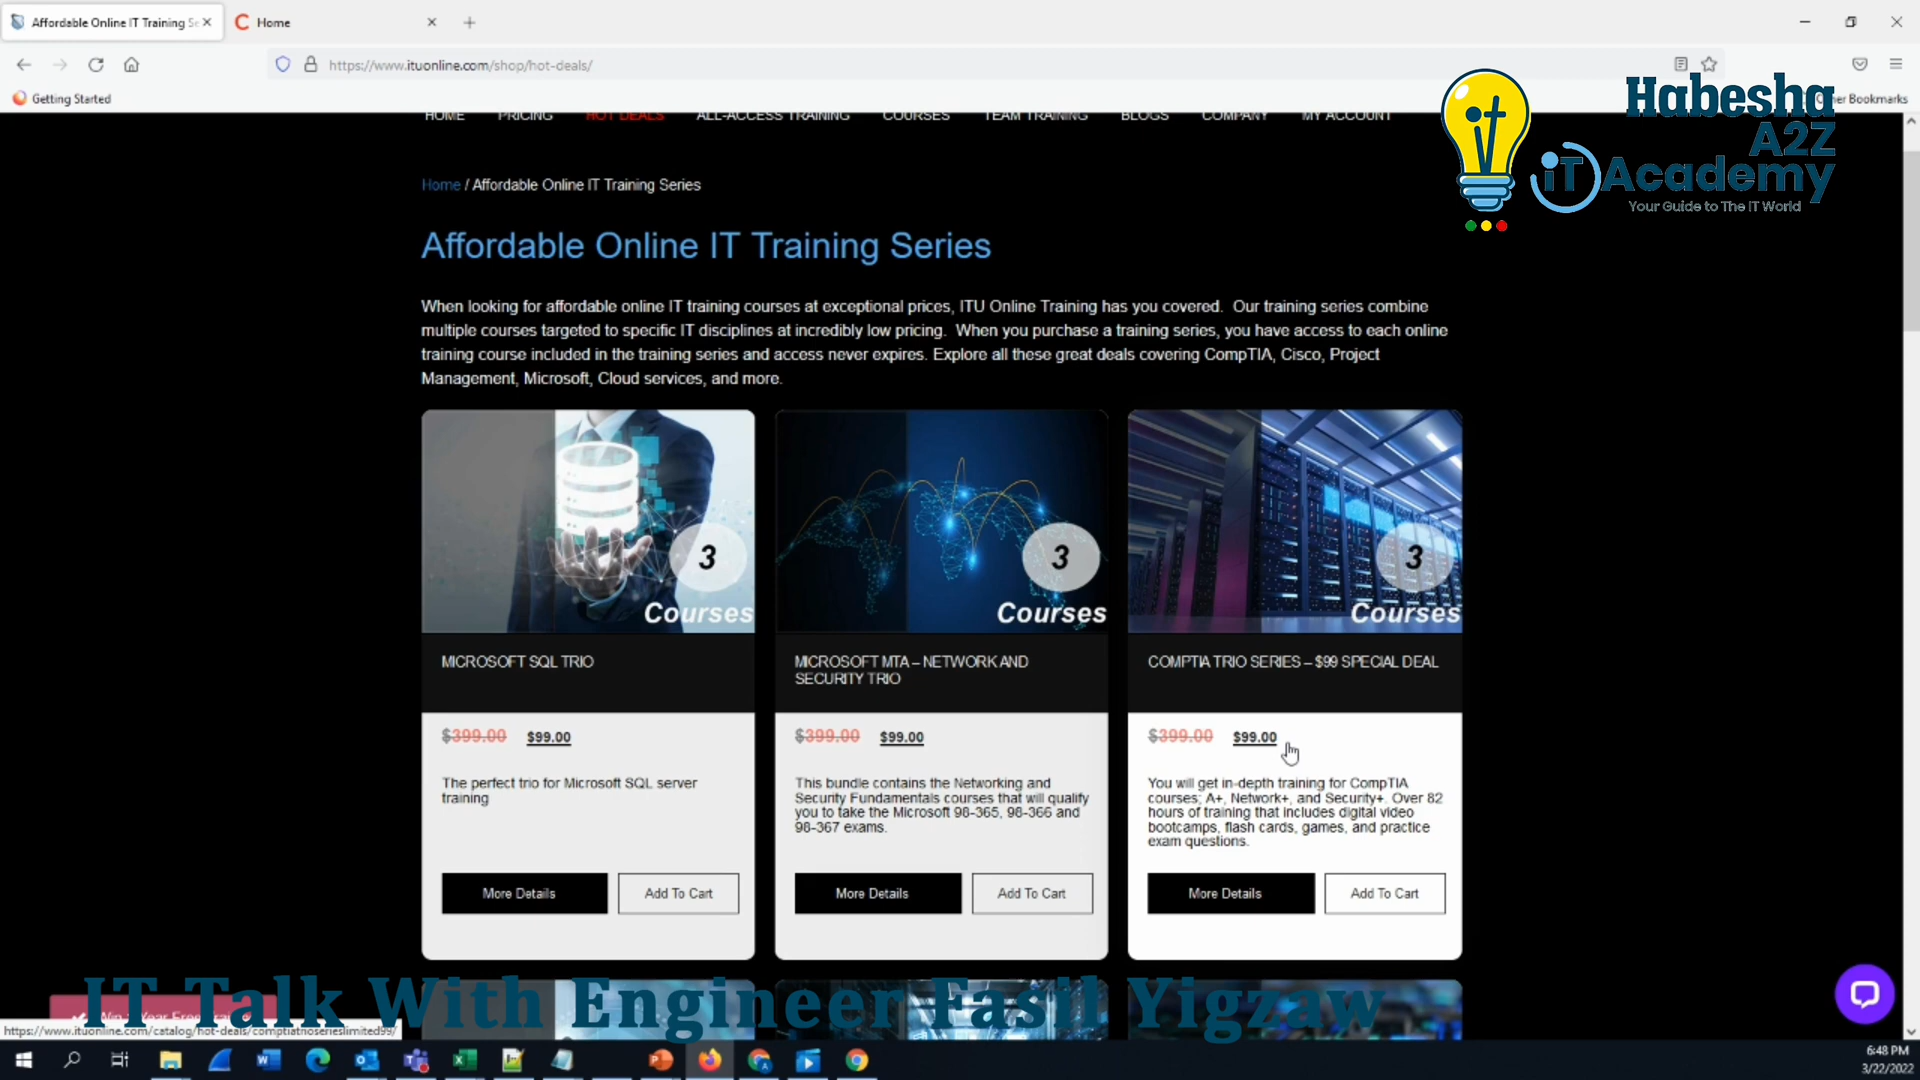 Affordable Online IT Training Se
Home
https://www.ituonline.com/shop/hot-deals/
Getting Started
Other Bookmarks
HOME PRICING HOT DEALS ALL-ACCESS TRAINING COURSES TEAM TRAINING BLOGS COMPANY MY ACCOUNT
it
Habesha
A2Z
iT Academy
Your Guide to The IT World
Home / Affordable Online IT Training Series
Affordable Online IT Training Series
When looking for affordable online IT training courses at exceptional prices, ITU Online Training has you covered. Our training series combine
multiple courses targeted to specific IT disciplines at incredibly low pricing. When you purchase a training series, you have access to each online
training course included in the training series and access never expires. Explore all these great deals covering CompTIA, Cisco, Project
Management, Microsoft, Cloud services, and more.
3
Courses
MICROSOFT SQL TRIO
$399.00 $99.00
The perfect trio for Microsoft SQL server
training
More Details Add To Cart
3
Courses
MICROSOFT MTA – NETWORK AND
SECURITY TRIO
$399.00 $99.00
This bundle contains the Networking and
Security Fundamentals courses that will qualify
you to take the Microsoft 98-365, 98-366 and
98-367 exams.
More Details Add To Cart
3
Courses
COMPTIA TRIO SERIES – $99 SPECIAL DEAL
$399.00 $99.00
You will get in-depth training for CompTIA
courses; A+, Network+, and Security+. Over 82
hours of training that includes digital video
bootcamps, flash cards, games, and practice
exam questions.
More Details Add To Cart
IT Talk With Engineer Fasil Yigzaw
https://www.ituonline.com/catalog/hot-deals/comptiatrioserieslimited99/
6:48 PM
3/22/2022